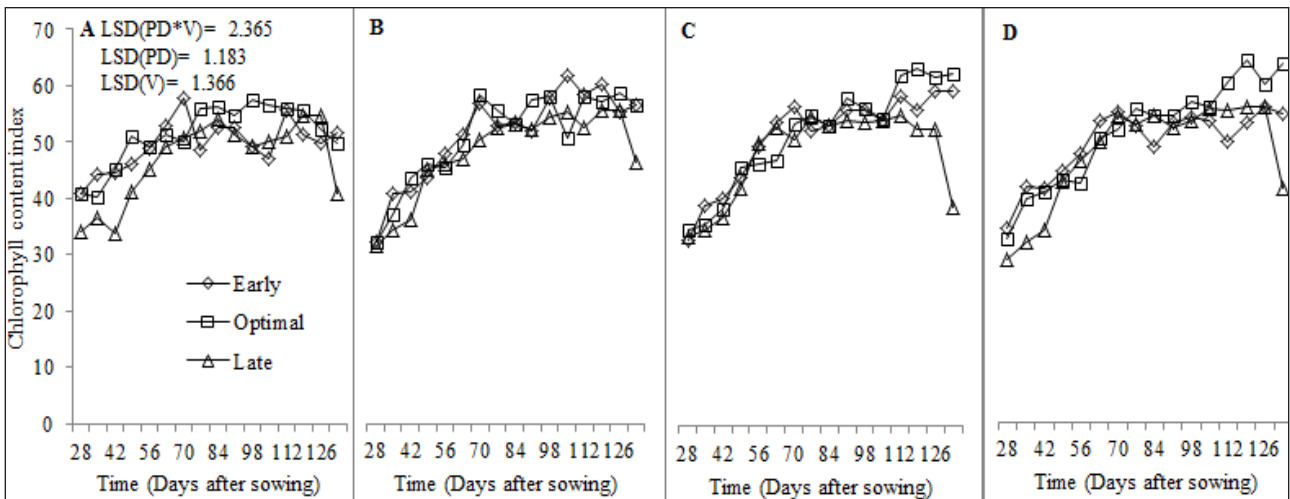 A LSD(PD*V)= 2.365
LSD(PD)= 1.183
LSD(V)= 1.366
B
C
D
Chlorophyll content index
70
60
50
40
30
20
10
0
Early
Optimal
Late
28 42 56 70 84 98 112 126
28 42 56 70 84 98 112 126
28 42 56 70 84 98 112 126
28 42 56 70 84 98 112 126
Time (Days after sowing)
Time (Days after sowing)
Time (Days after sowing)
Time (Days after sowing)